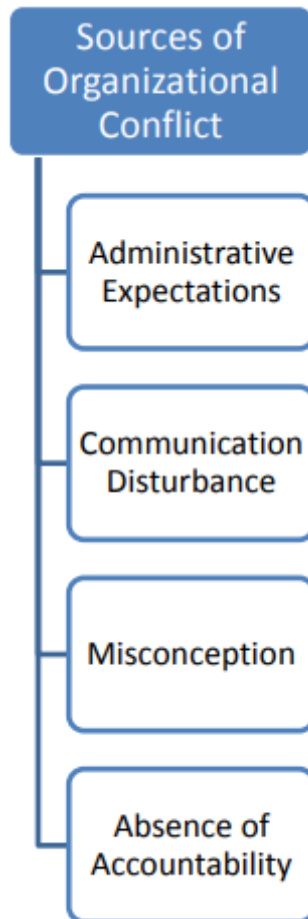 Sources of
Organizational
Conflict
Administrative
Expectations
Communication
Disturbance
Misconception
Absence of
Accountability